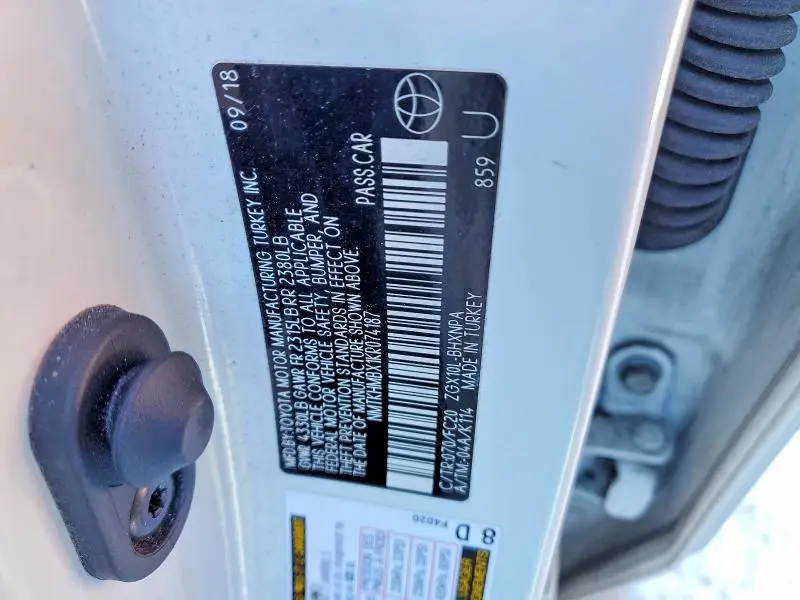 09/18
MFD BY:TOYOTA MOTOR MANUFACTURING TURKEY INC.
GVWR 4330LB GAWR FR 2315LB RR 2380LB
THIS VEHICLE CONFORMS TO ALL APPLICABLE
FEDERAL MOTOR VEHICLE SAFETY, BUMPER, AND
THEFT PREVENTION STANDARDS IN EFFECT ON
THE DATE OF MANUFACTURE SHOWN ABOVE.
PASS.CAR
C/TR:070/FC20 ZGX10L-BHXNPA
A/TM:-04A/K114 MADE IN TURKEY
859
U
8 D
F4020